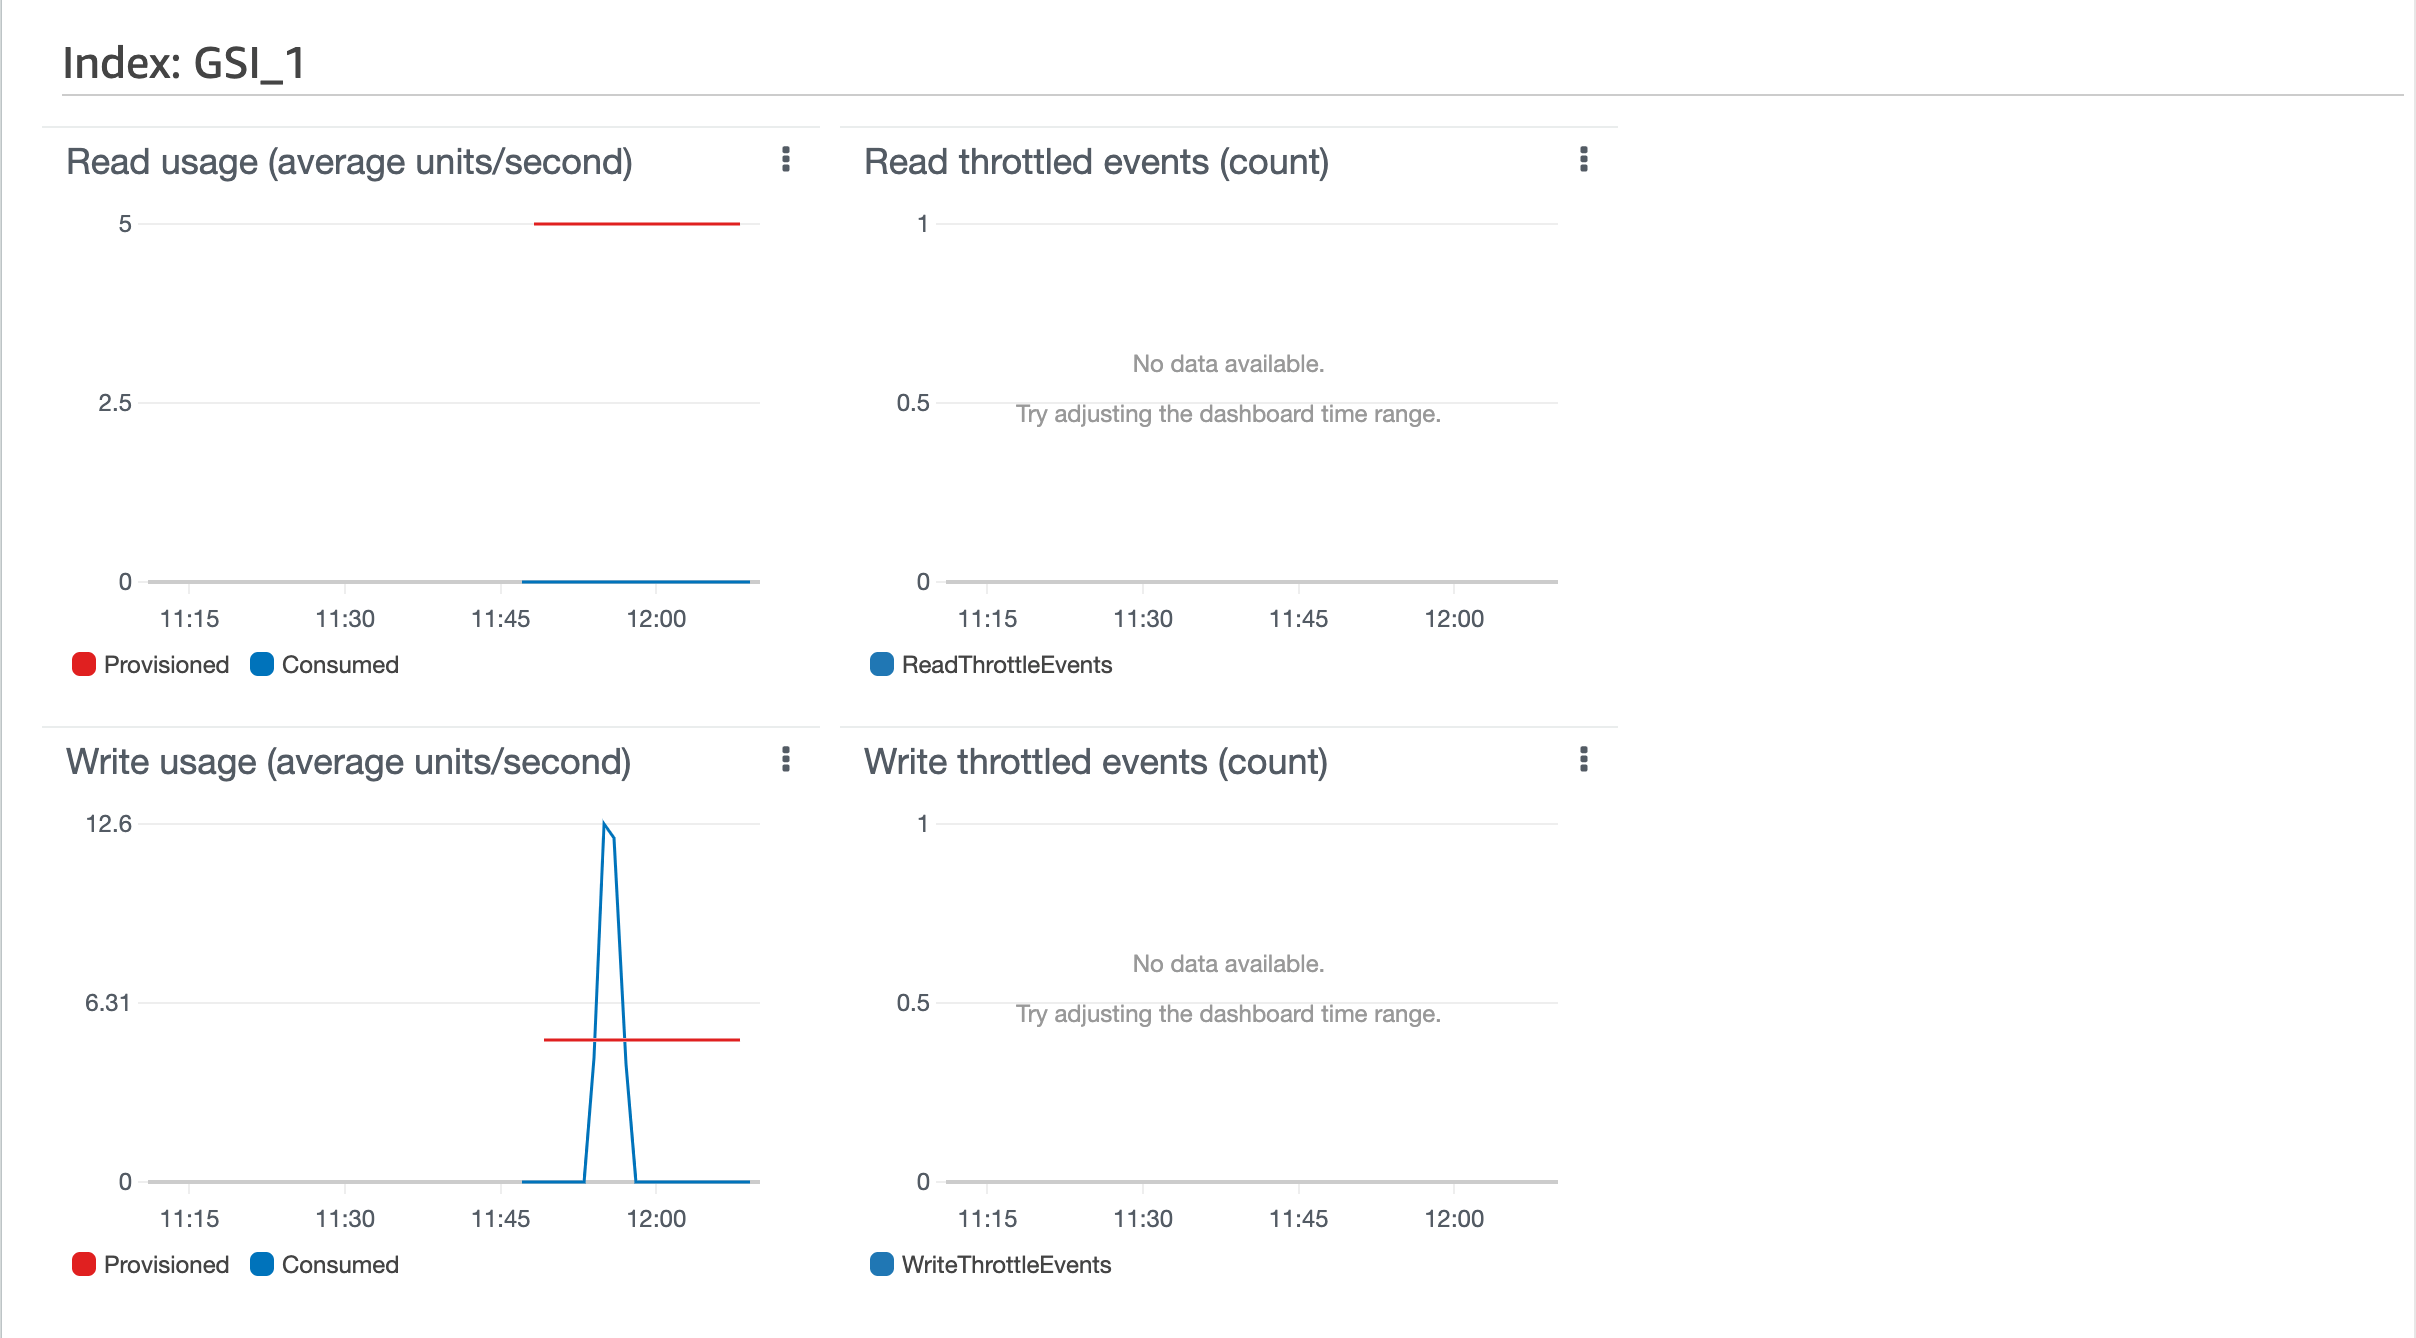 Index: GSI_1
Read usage (average units/second)
5
2.5
0
11:15 11:30 11:45 12:00
Provisioned Consumed
Read throttled events (count)
1
No data available.
0.5
Try adjusting the dashboard time range.
0
11:15 11:30 11:45 12:00
ReadThrottleEvents
Write usage (average units/second)
12.6
6.31
0
11:15 11:30 11:45 12:00
Provisioned Consumed
Write throttled events (count)
1
No data available.
0.5
Try adjusting the dashboard time range.
0
11:15 11:30 11:45 12:00
WriteThrottleEvents